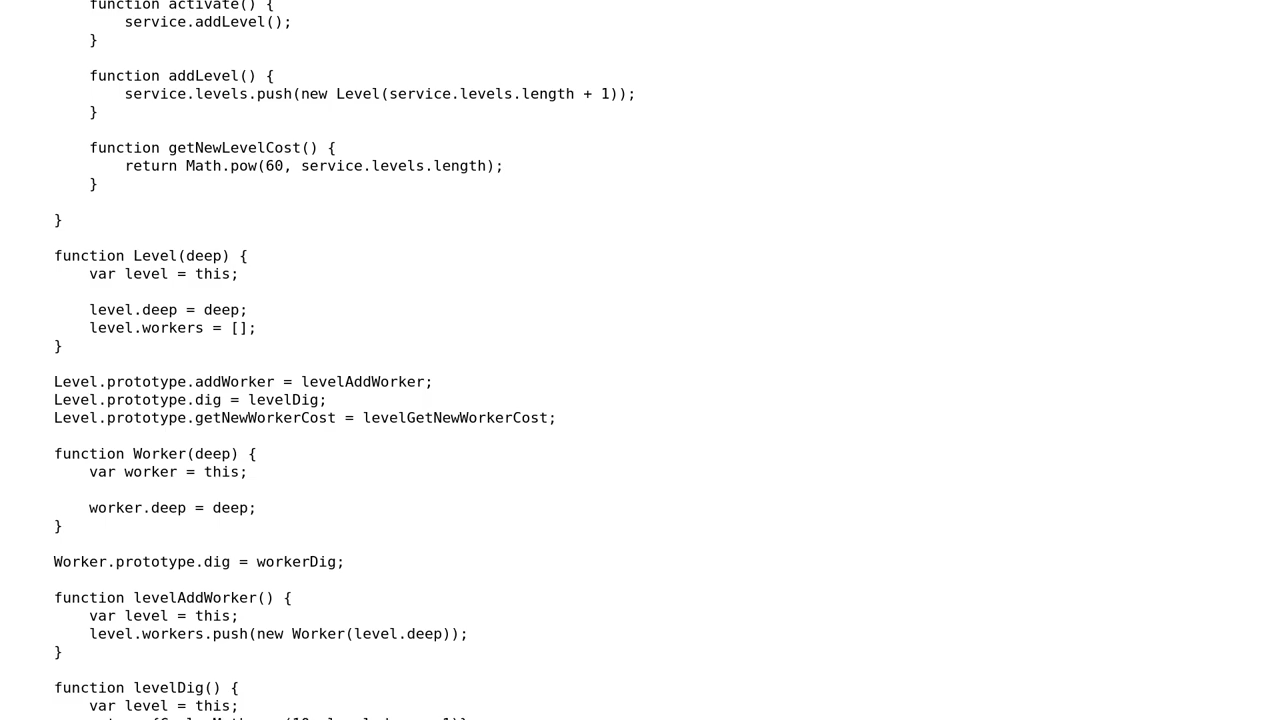 function activate() {
service.addLevel();
}
function addLevel() {
service.levels.push(new Level(service.levels.length + 1));
}
function getNewLevelCost() {
return Math.pow(60, service.levels.length);
}
}
function Level(deep) {
var level = this;
level.deep = deep;
level.workers = [];
}
Level.prototype.addWorker = levelAddWorker;
Level.prototype.dig = levelDig;
Level.prototype.getNewWorkerCost = levelGetNewWorkerCost;
function Worker(deep) {
var worker = this;
worker.deep = deep;
}
Worker.prototype.dig = workerDig;
function levelAddWorker() {
var level = this;
level.workers.push(new Worker(level.deep));
}
function levelDig() {
var level = this;